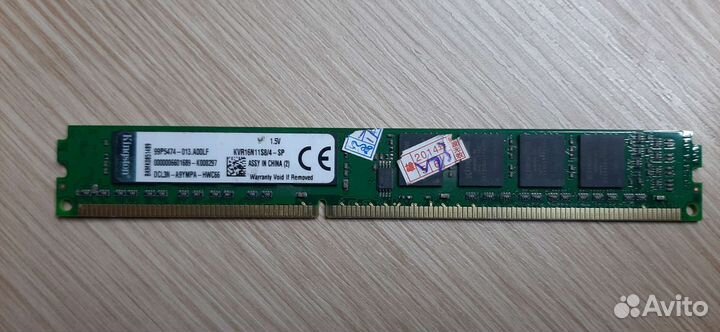 Kingston
99P5474-013.A00LF
0000006601689-K000297
DCL3N-A9YMPA-HWC66
1.5V
KVR16N11S8/4-SP
ASSY IN CHINA (2)
CE
Warranty Void If Removed
2014
Avito